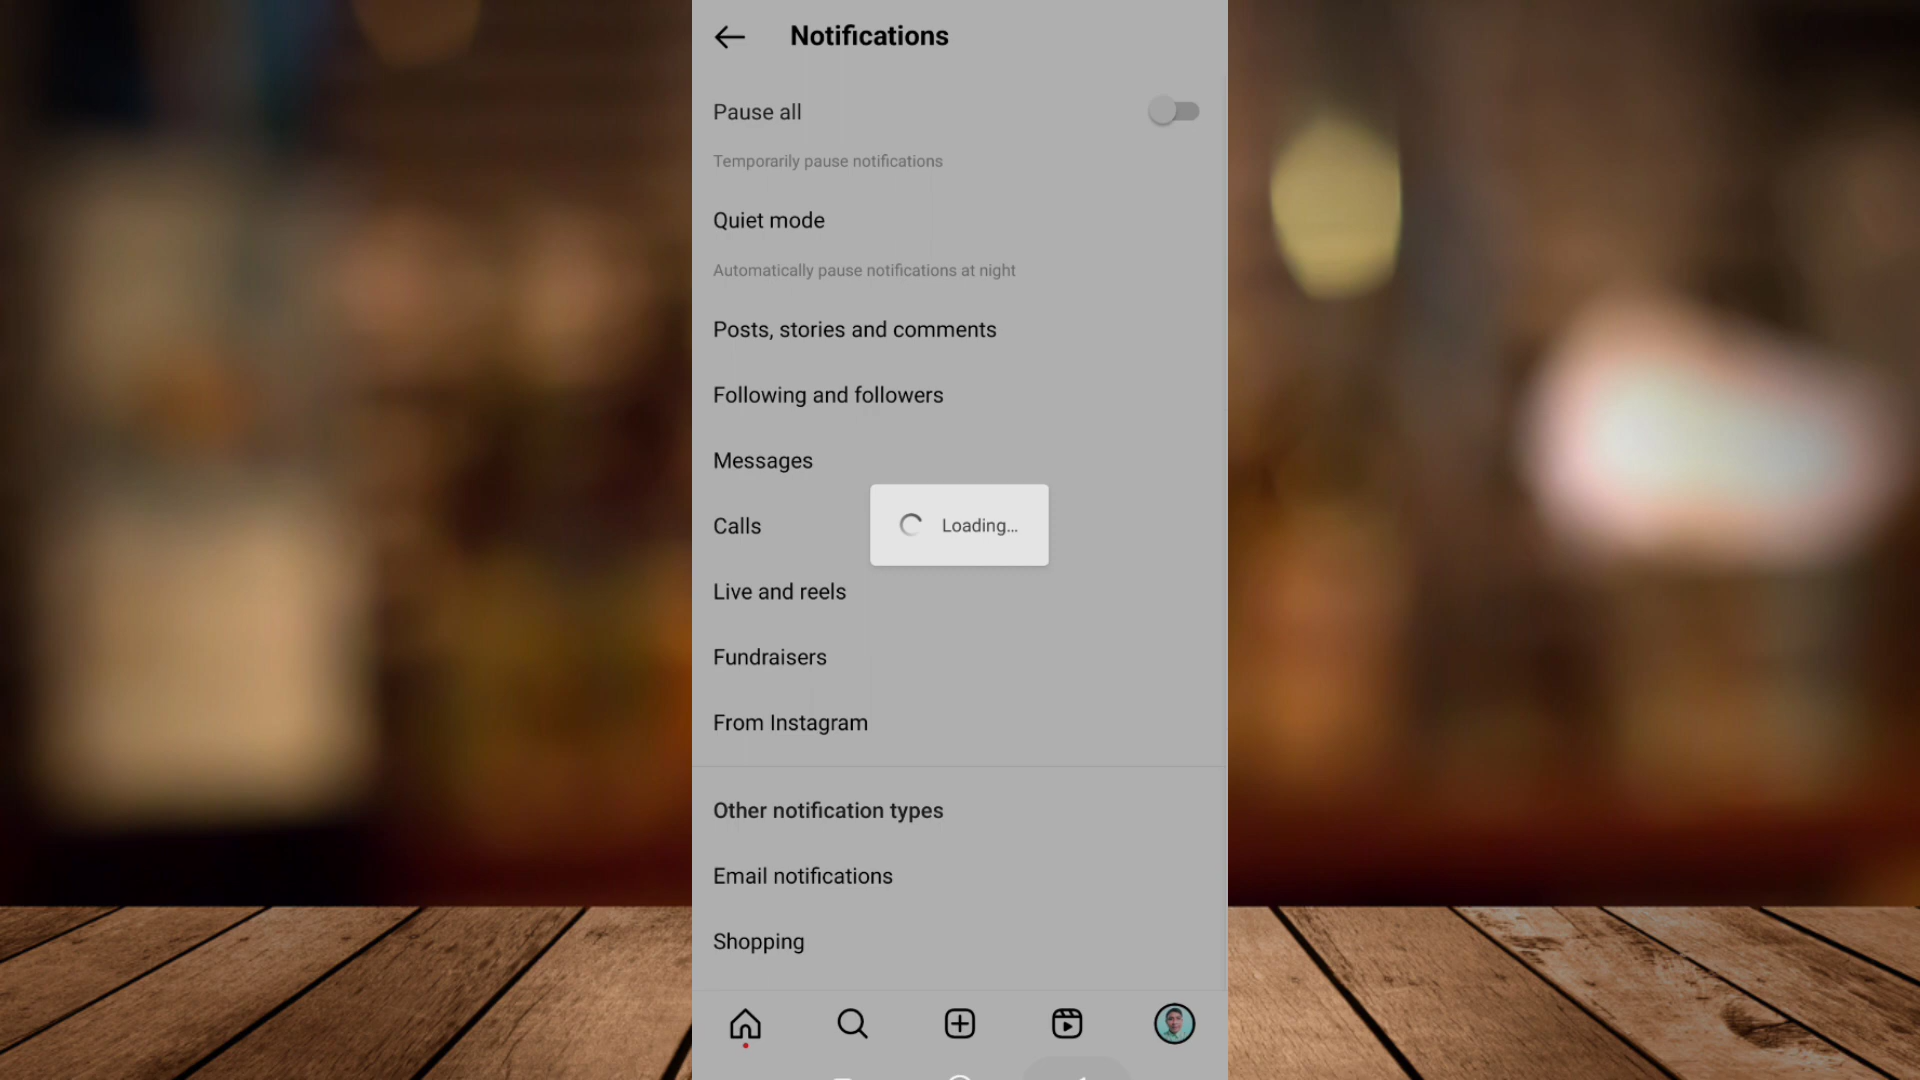 Notifications
Pause all
Temporarily pause notifications
Quiet mode
Automatically pause notifications at night
Posts, stories and comments
Following and followers
Messages
Calls
Loading...
Live and reels
Fundraisers
From Instagram
Other notification types
Email notifications
Shopping